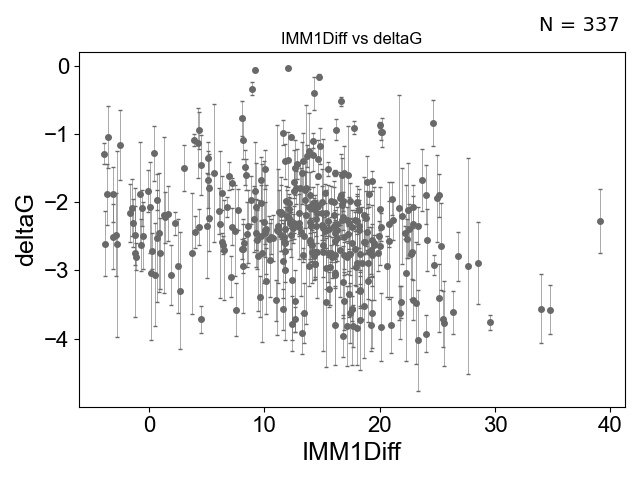 N = 337
IMM1Diff vs deltaG
deltaG
0
−1
−2
−3
−4
0 10 20 30 40
IMM1Diff